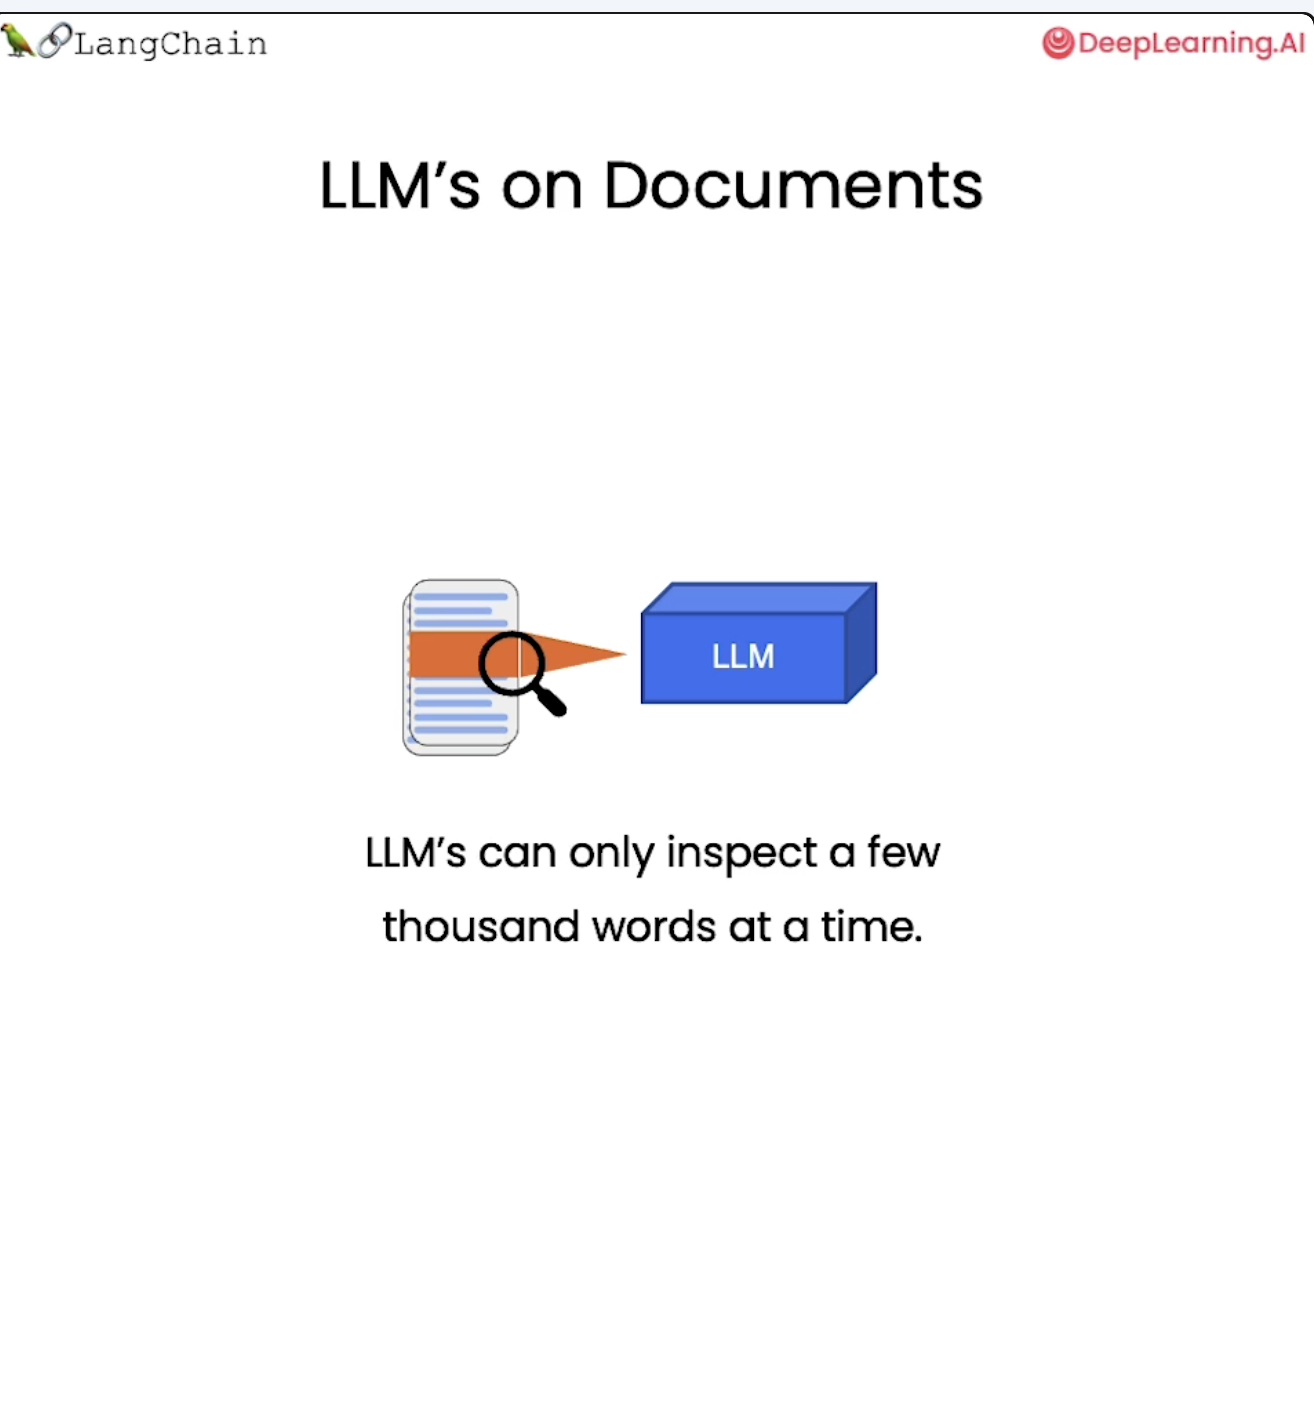 LangChain
DeepLearning.AI
LLM’s on Documents
LLM
LLM’s can only inspect a few
thousand words at a time.